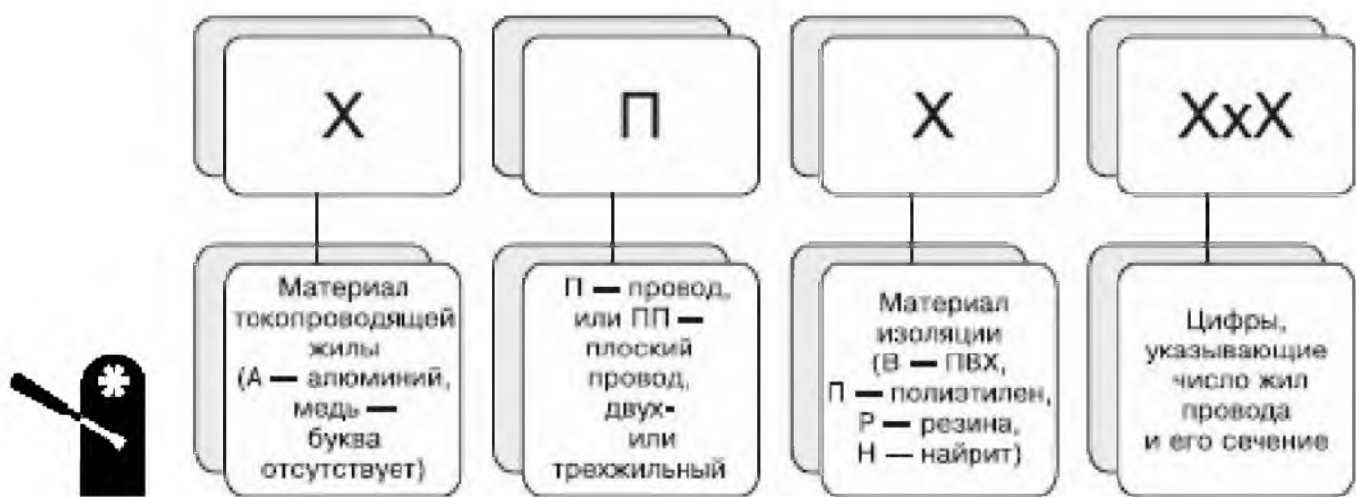 Х
П
Х
ХхХ
Материал
токопроводящей
жилы
(А — алюминий,
медь —
буква
отсутствует)
П — провод,
или ПП —
плоский
провод,
двух-
или
трехжильный
Материал
изоляции
(В — ПВХ,
П — полиэтилен,
Р — резина,
Н — найрит)
Цифры,
указывающие
число жил
провода
и его сечение